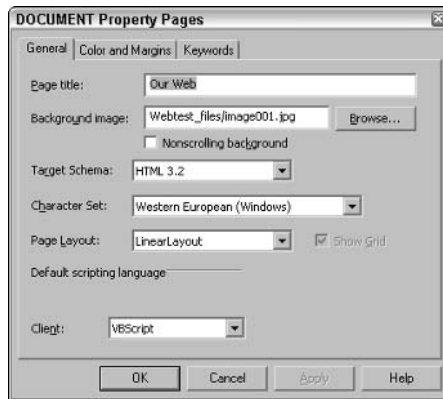 DOCUMENT Property Pages
General Color and Margins Keywords
Page title: Our Web
Background image: Webtest_files/image001.jpg Browse...
Nonscrolling background
Target Schema: HTML 3.2
Character Set: Western European (Windows)
Page Layout: LinearLayout Show Grid
Default scripting language
Client: VBScript
OK Cancel Apply Help